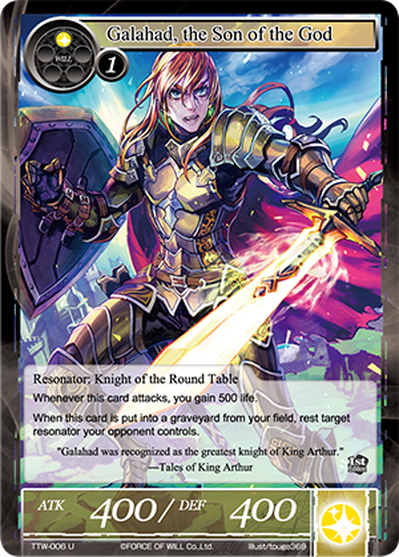 Galahad, the Son of the God
WILL
1
Resonator: Knight of the Round Table
Whenever this card attacks, you gain 500 life.
When this card is put into a graveyard from your field, rest target
resonator your opponent controls.
"Galahad was recognized as the greatest knight of King Arthur."
—Tales of King Arthur
1st
Edition
ATK 400/ DEF 400
TTW-006 U ©FORCE OF WILL Co.,Ltd. Illust/touge369